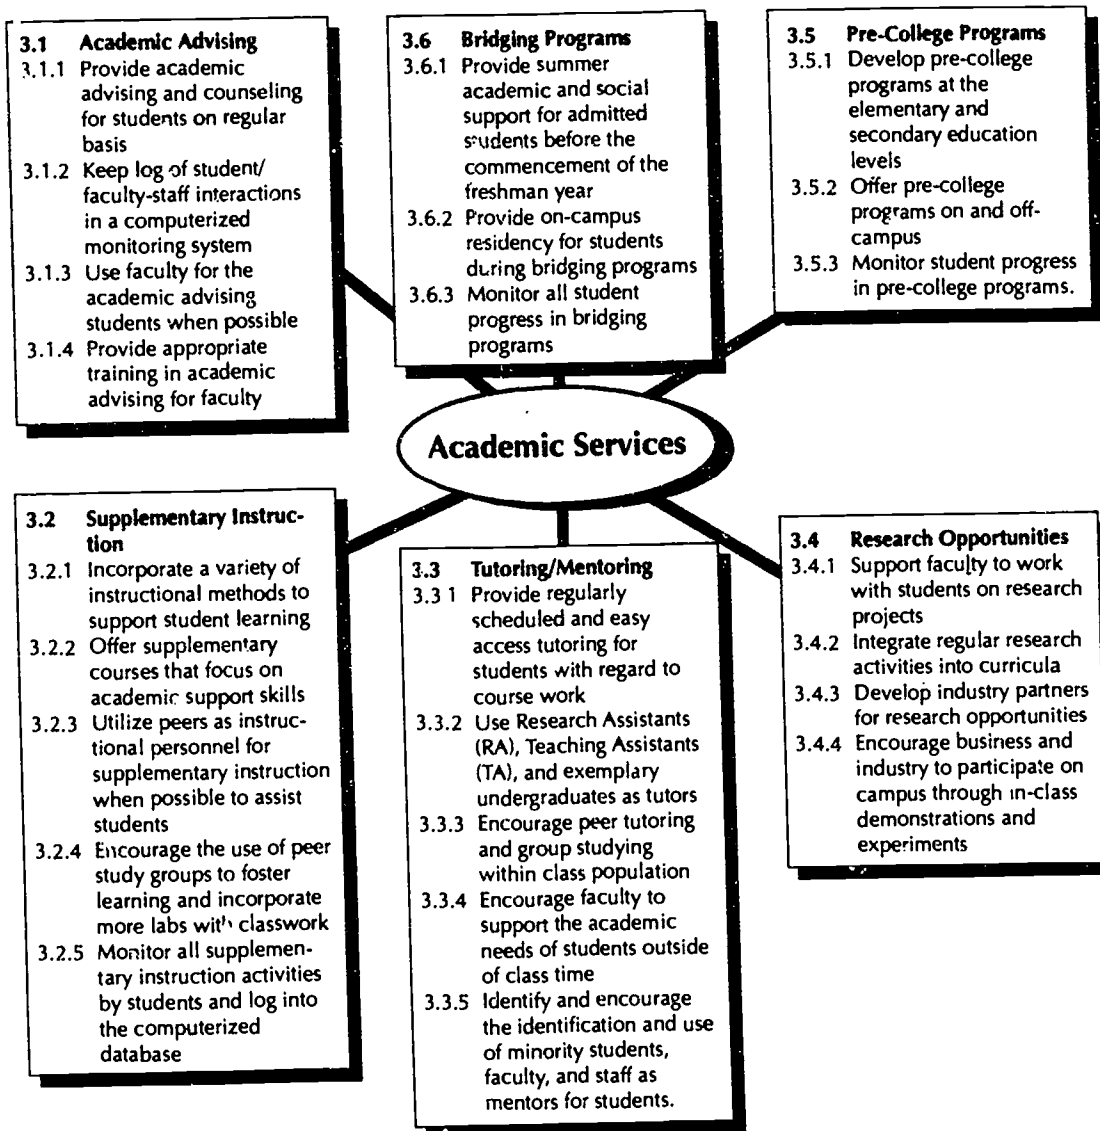 3.1 Academic Advising
3.1.1 Provide academic
advising and counseling
for students on regular
basis
3.1.2 Keep log of student/
faculty-staff interactions
in a computerized
monitoring system
3.1.3 Use faculty for the
academic advising
students when possible
3.1.4 Provide appropriate
training in academic
advising for faculty
3.6 Bridging Programs
3.6.1 Provide summer
academic and social
support for admitted
students before the
commencement of the
freshman year
3.6.2 Provide on-campus
residency for students
during bridging programs
3.6.3 Monitor all student
progress in bridging
programs
3.5 Pre-College Programs
3.5.1 Develop pre-college
programs at the
elementary and
secondary education
levels
3.5.2 Offer pre-college
programs on and off-
campus
3.5.3 Monitor student progress
in pre-college programs.
Academic Services
3.2 Supplementary Instruc-
tion
3.2.1 Incorporate a variety of
instructional methods to
support student learning
3.2.2 Offer supplementary
courses that focus on
academic support skills
3.2.3 Utilize peers as instruc-
tional personnel for
supplementary instruction
when possible to assist
students
3.2.4 Encourage the use of peer
study groups to foster
learning and incorporate
more labs with classwork
3.2.5 Monitor all supplemen-
tary instruction activities
by students and log into
the computerized
database
3.3 Tutoring/Mentoring
3.3 1 Provide regularly
scheduled and easy
access tutoring for
students with regard to
course work
3.3.2 Use Research Assistants
(RA), Teaching Assistants
(TA), and exemplary
undergraduates as tutors
3.3.3 Encourage peer tutoring
and group studying
within class population
3.3.4 Encourage faculty to
support the academic
needs of students outside
of class time
3.3.5 Identify and encourage
the identification and use
of minority students,
faculty, and staff as
mentors for students.
3.4 Research Opportunities
3.4.1 Support faculty to work
with students on research
projects
3.4.2 Integrate regular research
activities into curricula
3.4.3 Develop industry partners
for research opportunities
3.4.4 Encourage business and
industry to participate on
campus through in-class
demonstrations and
experiments